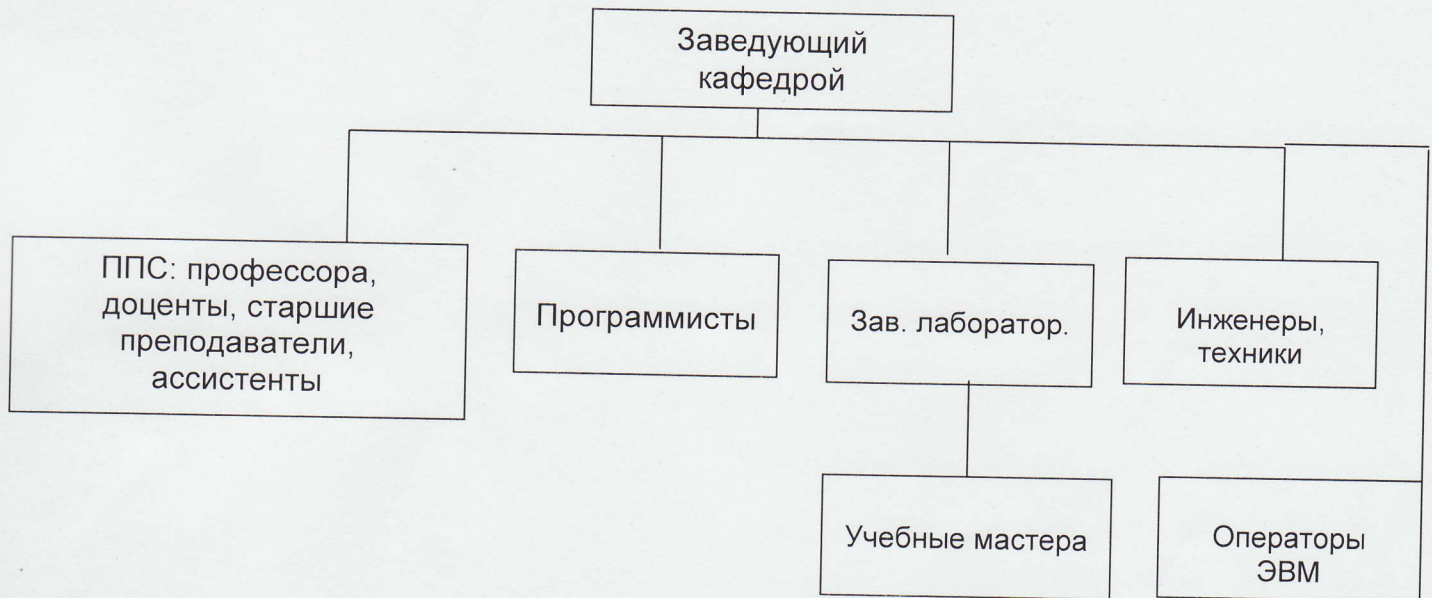 Заведующий
кафедрой
ППС: профессора,
доценты, старшие
преподаватели,
ассистенты
Программисты
Зав. лаборатор.
Инженеры,
техники
Учебные мастера
Операторы
ЭВМ